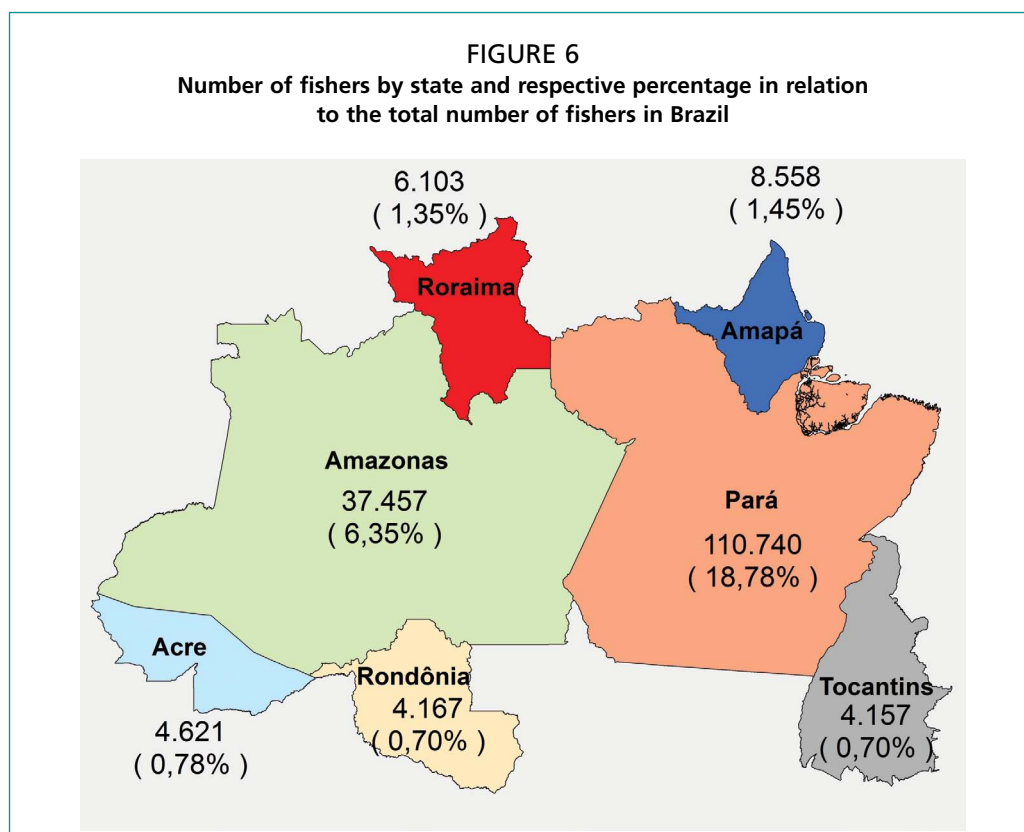 FIGURE 6
Number of fishers by state and respective percentage in relation
to the total number of fishers in Brazil
6.103
( 1,35% )
8.558
( 1,45% )
Roraima
Amapá
Amazonas
37.457
( 6,35% )
Pará
110.740
( 18,78% )
Acre
4.621
( 0,78% )
Rondônia
4.167
( 0,70% )
Tocantins
4.157
( 0,70% )